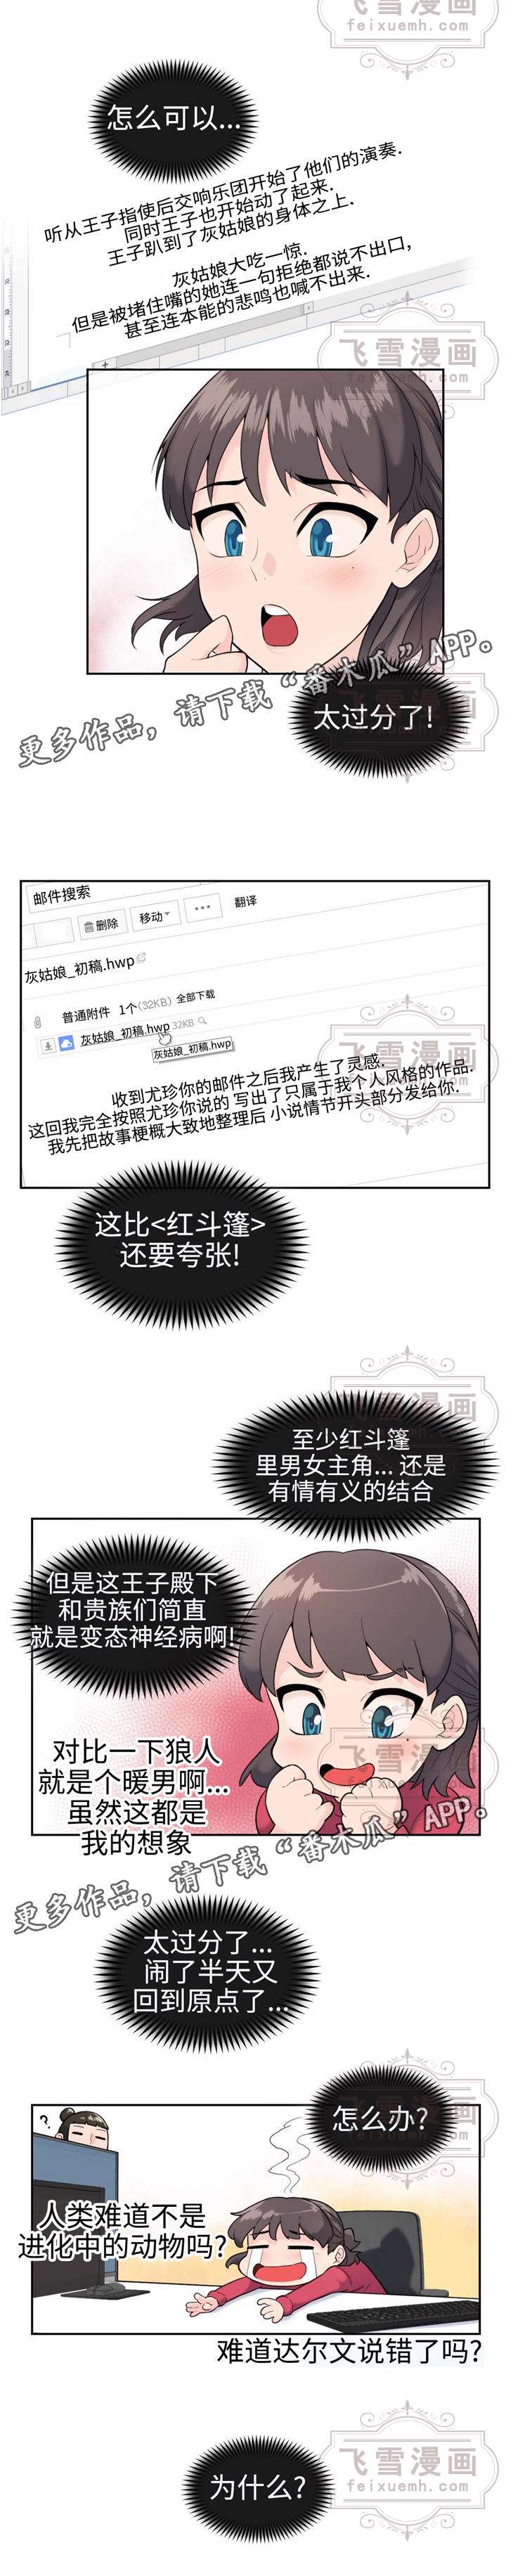 飞雪漫画
feixuemh.com
怎么可以...
听从王子指使后交响乐团开始了他们的演奏.
同时王子也开始动了起来.
王子趴到了灰姑娘的身体之上.
灰姑娘大吃一惊.
但是被堵住嘴的她连一句拒绝都说不出口,
甚至连本能的悲鸣也喊不出来.
飞雪漫画
feixuemh.com
更多作品，请下载“番木瓜”APP。
太过分了!
邮件搜索
删除
移动
...
翻译
灰姑娘_初稿.hwp
普通附件 1个(32KB) 全部下载
灰姑娘_初稿.hwp 32KB
灰姑娘_初稿.hwp
飞雪漫画
feixuemh.com
收到尤珍你的邮件之后我产生了灵感.
这回我完全按照尤珍你说的 写出了只属于我个人风格的作品.
我先把故事梗概大致地整理后 小说情节开头部分发给你.
这比<红斗篷>
还要夸张!
飞雪漫画
至少红斗篷
里男女主角... 还是
有情有义的结合
但是这王子殿下
和贵族们简直
就是变态神经病啊!
对比一下狼人
就是个暖男啊...
虽然这都是
我的想象
飞雪漫画
feixuemh.com
更多作品，请下载“番木瓜”APP。
太过分了...
闹了半天又
回到原点了...
怎么办?
?
人类难道不是
进化中的动物吗?
难道达尔文说错了吗?
飞雪漫画
feixuemh.com
为什么?